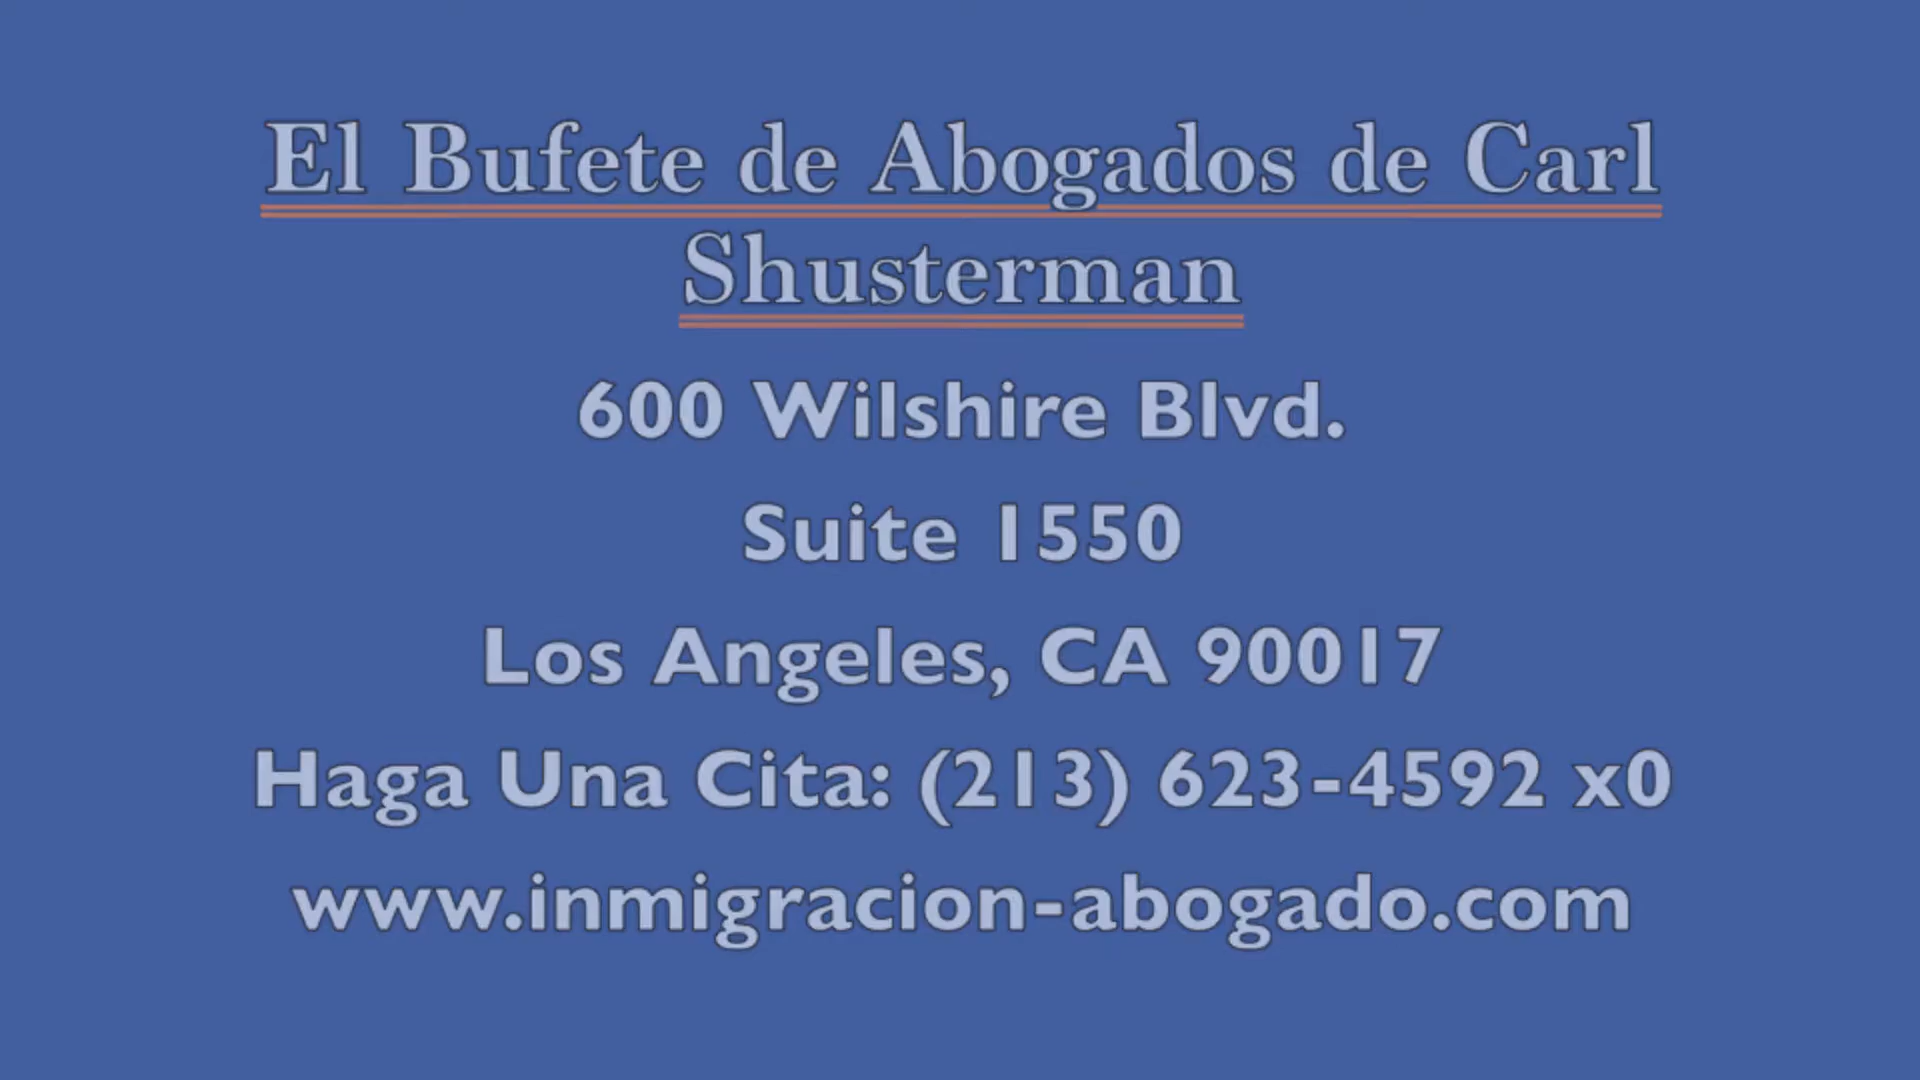 El Bufete de Abogados de Carl
Shusterman
600 Wilshire Blvd.
Suite 1550
Los Angeles, CA 90017
Haga Una Cita: (213) 623-4592 x0
www.inmigracion-abogado.com